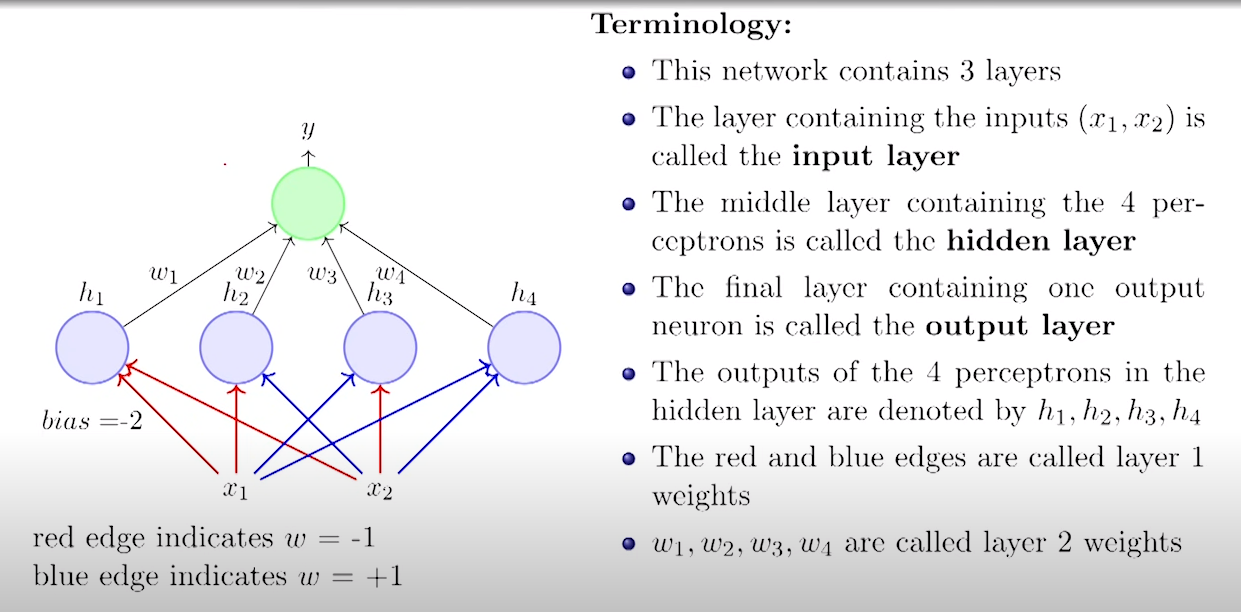 Terminology:
This network contains 3 layers
The layer containing the inputs (x₁, x₂) is
called the input layer
The middle layer containing the 4 per-
ceptrons is called the hidden layer
The final layer containing one output
neuron is called the output layer
The outputs of the 4 perceptrons in the
hidden layer are denoted by h₁, h₂, h₃, h₄
The red and blue edges are called layer 1
weights
w₁, w₂, w₃, w₄ are called layer 2 weights
y
w₁ w₂ w₃ w₄
h₁ h₂ h₃ h₄
bias =-2
x₁ x₂
red edge indicates w = -1
blue edge indicates w = +1